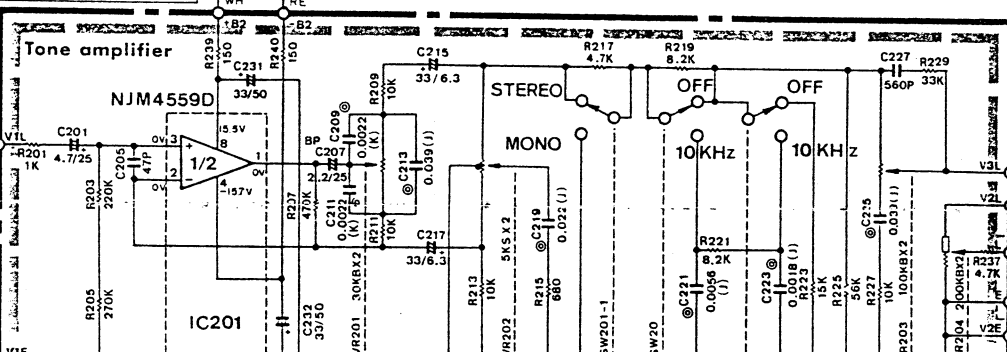 WH
RE
+B2
-B2
Tone amplifier
R239
150
R240
150
C231
33/50
C215
33/6.3
R217
4.7K
R219
8.2K
C227
560P
R229
33K
NJM4559D
R209
10K
STEREO
OFF
OFF
C209
0.0022
(K)
15.5V
V1L
C201
4.7/25
R201
1K
0V
3
8
BP
C207
2.2/25
C213
0.039(J)
MONO
10KHz
10KHz
C205
47P
1/2
1
0V
2
0V
4
-15.7V
V3L
V2L
R203
220K
R207
470K
C211
0.0022
(K)
R211
10K
C217
33/6.3
5KS X2
C219
0.022(J)
C225
0.033(J)
R221
8.2K
R237
4.7K
R205
270K
IC201
C232
33/50
VR201
30KBX2
R213
10K
VR202
R215
680
SW201-1
SW20
C221
0.0056
(J)
C223
0.0018(J)
R223
15K
R225
56K
R227
10K
R203
100KBX2
R204
200KBX2
V2E
V1E